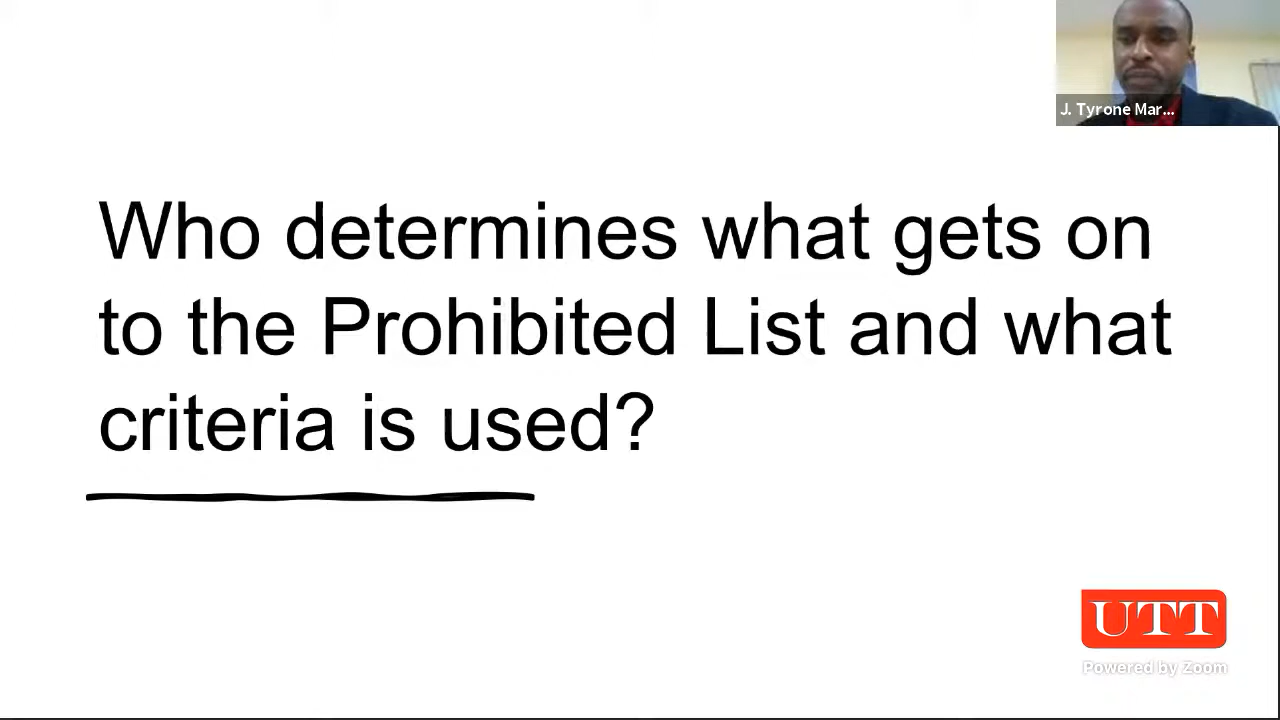 J. Tyrone Mar...
Who determines what gets on
to the Prohibited List and what
criteria is used?
UTT
Powered by Zoom